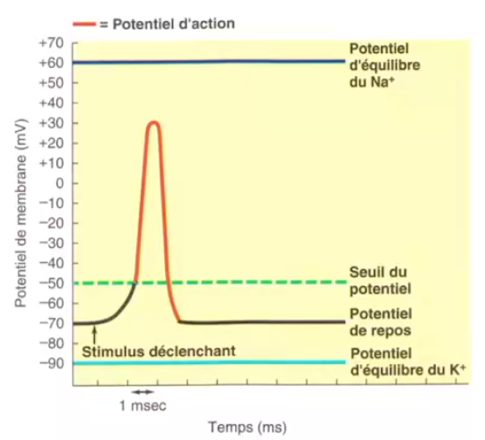 = Potentiel d'action
+70
+60
+50
+40
+30
+20
+10
0
−10
−20
−30
−40
−50
−60
−70
−80
−90
Potentiel de membrane (mV)
Potentiel
d'équilibre
du Na⁺
Seuil du
potentiel
Potentiel
de repos
Stimulus déclenchant
Potentiel
d'équilibre du K⁺
1 msec
Temps (ms)